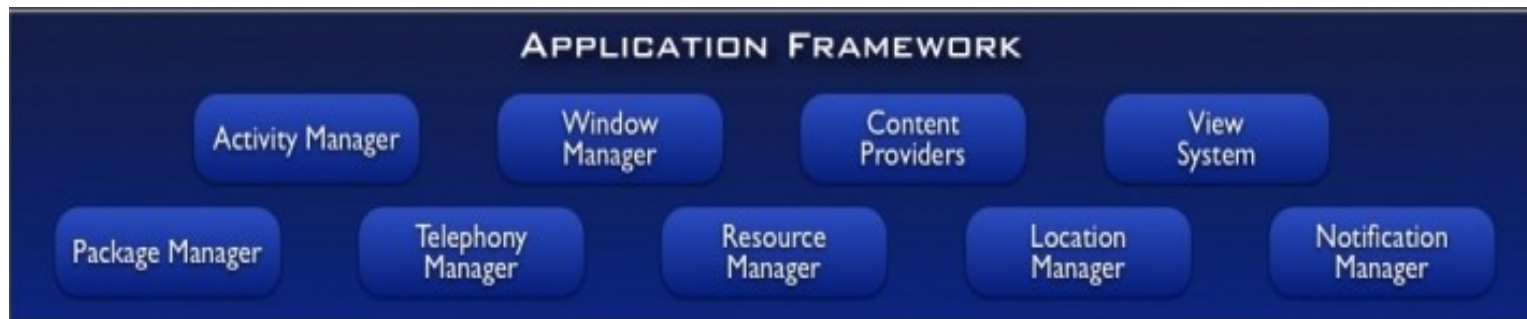 APPLICATION FRAMEWORK
Activity Manager
Window
Manager
Content
Providers
View
System
Package Manager
Telephony
Manager
Resource
Manager
Location
Manager
Notification
Manager